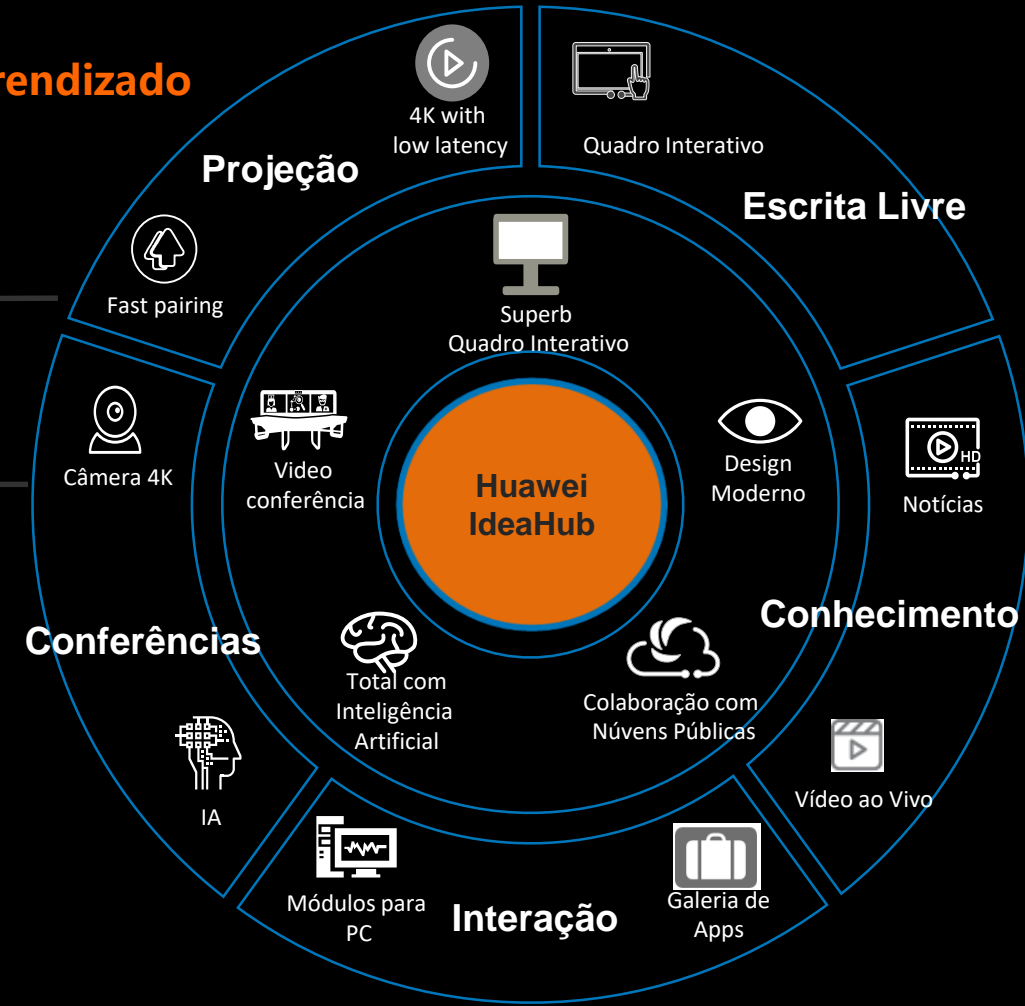 rendizado
4K with
low latency
Projeção
Fast pairing
Quadro Interativo
Escrita Livre
Superb
Quadro Interativo
Câmera 4K
Video
conferência
Huawei
IdeaHub
Design
Moderno
HD
Notícias
Conferências
Conhecimento
Total com
Inteligência
Artificial
Colaboração com
Núvens Públicas
IA
Vídeo ao Vivo
Módulos para
PC
Interação
Galeria de
Apps